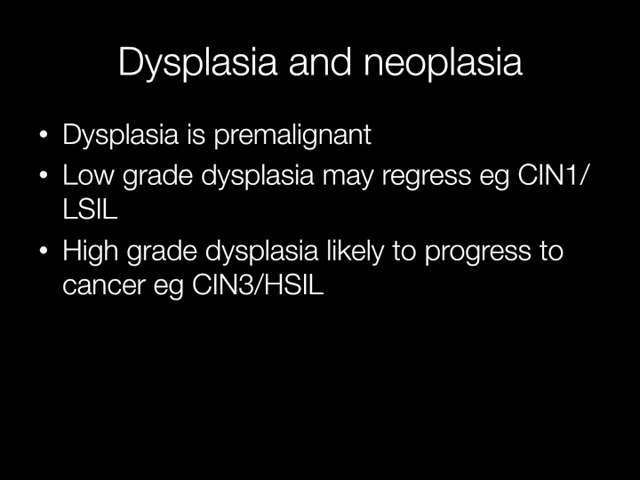 Dysplasia and neoplasia
• Dysplasia is premalignant
• Low grade dysplasia may regress eg CIN1/
LSIL
• High grade dysplasia likely to progress to
cancer eg CIN3/HSIL